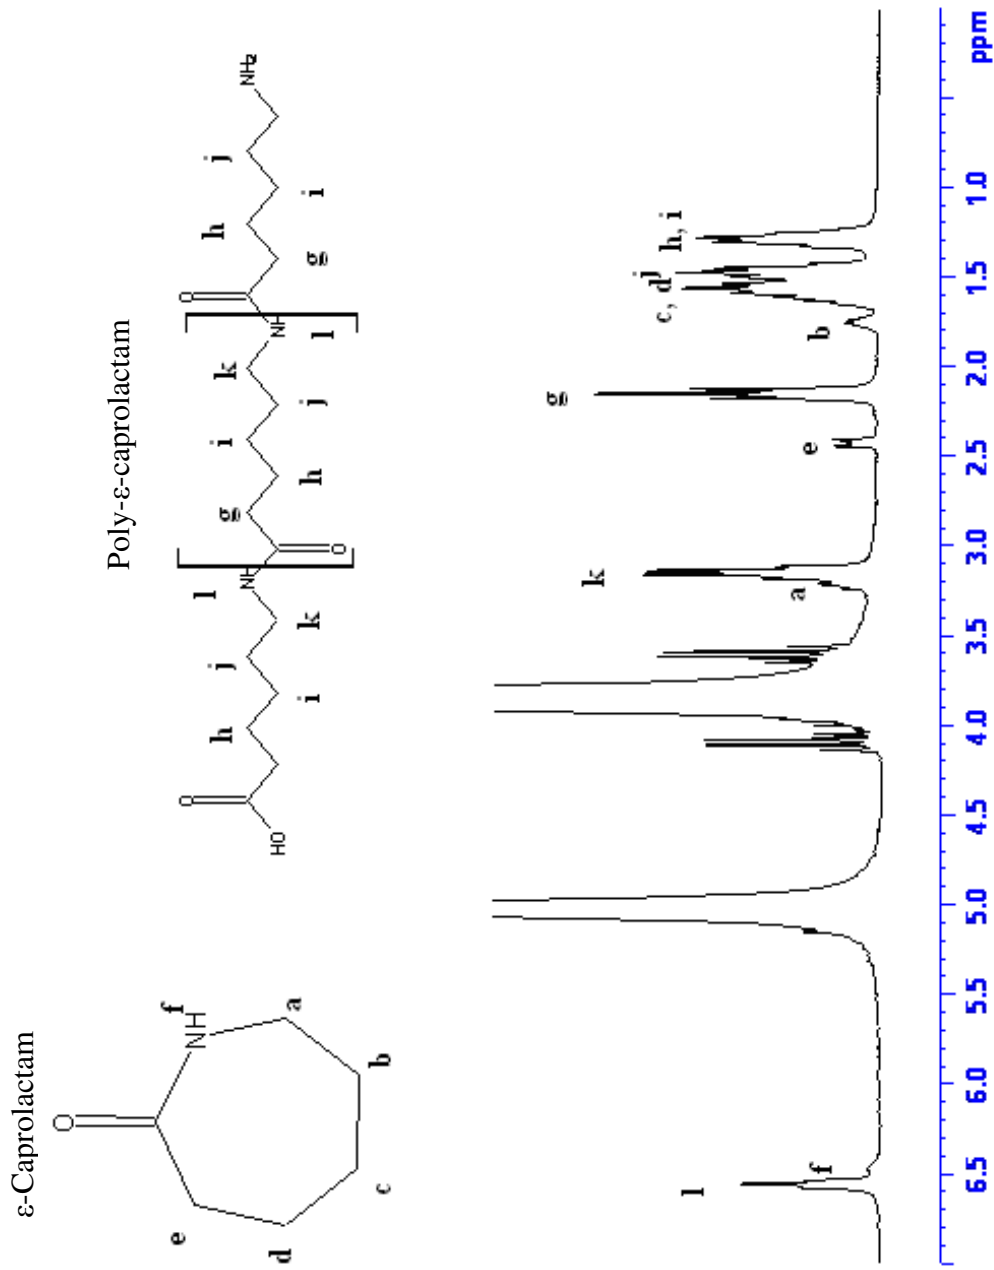 ε-Caprolactam
O
f
e
NH
d
a
b
c
Poly-ε-caprolactam
O
O
h
j
l
g
i
k
h
j
NH
NH₂
HO
NH
i
k
O
h
j
l
g
i
l
f
k
a
e
g
b
c, d
j
h, i
6.5 6.0 5.5 5.0 4.5 4.0 3.5 3.0 2.5 2.0 1.5 1.0 ppm